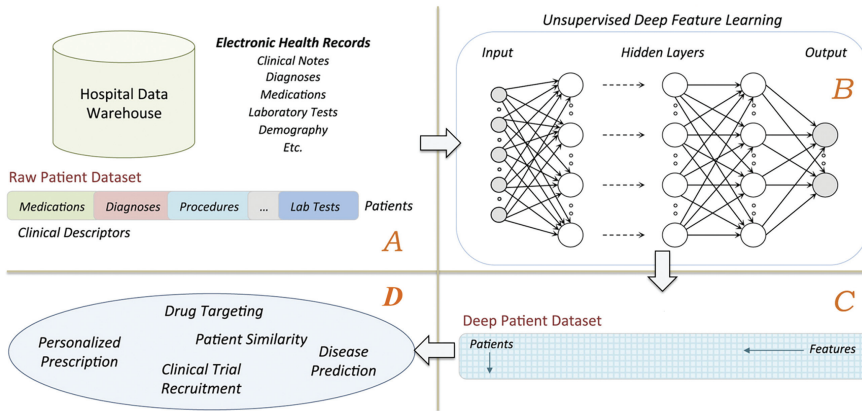 Hospital Data
Warehouse
Electronic Health Records
Clinical Notes
Diagnoses
Medications
Laboratory Tests
Demography
Etc.
Raw Patient Dataset
Medications Diagnoses Procedures ... Lab Tests Patients
Clinical Descriptors
A
Unsupervised Deep Feature Learning
Input Hidden Layers Output
B
C
Deep Patient Dataset
Patients
Features
D
Drug Targeting
Patient Similarity
Personalized
Prescription
Disease
Prediction
Clinical Trial
Recruitment